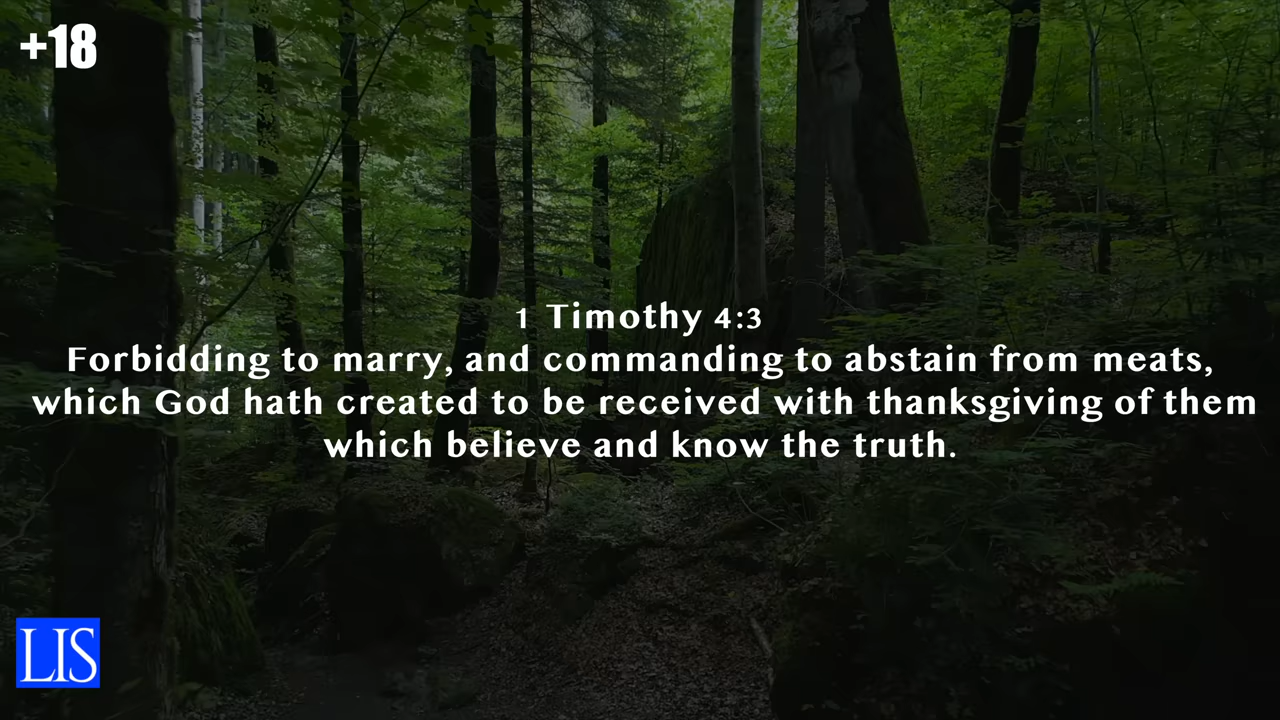 +18
1 Timothy 4:3
Forbidding to marry, and commanding to abstain from meats,
which God hath created to be received with thanksgiving of them
which believe and know the truth.
LIS